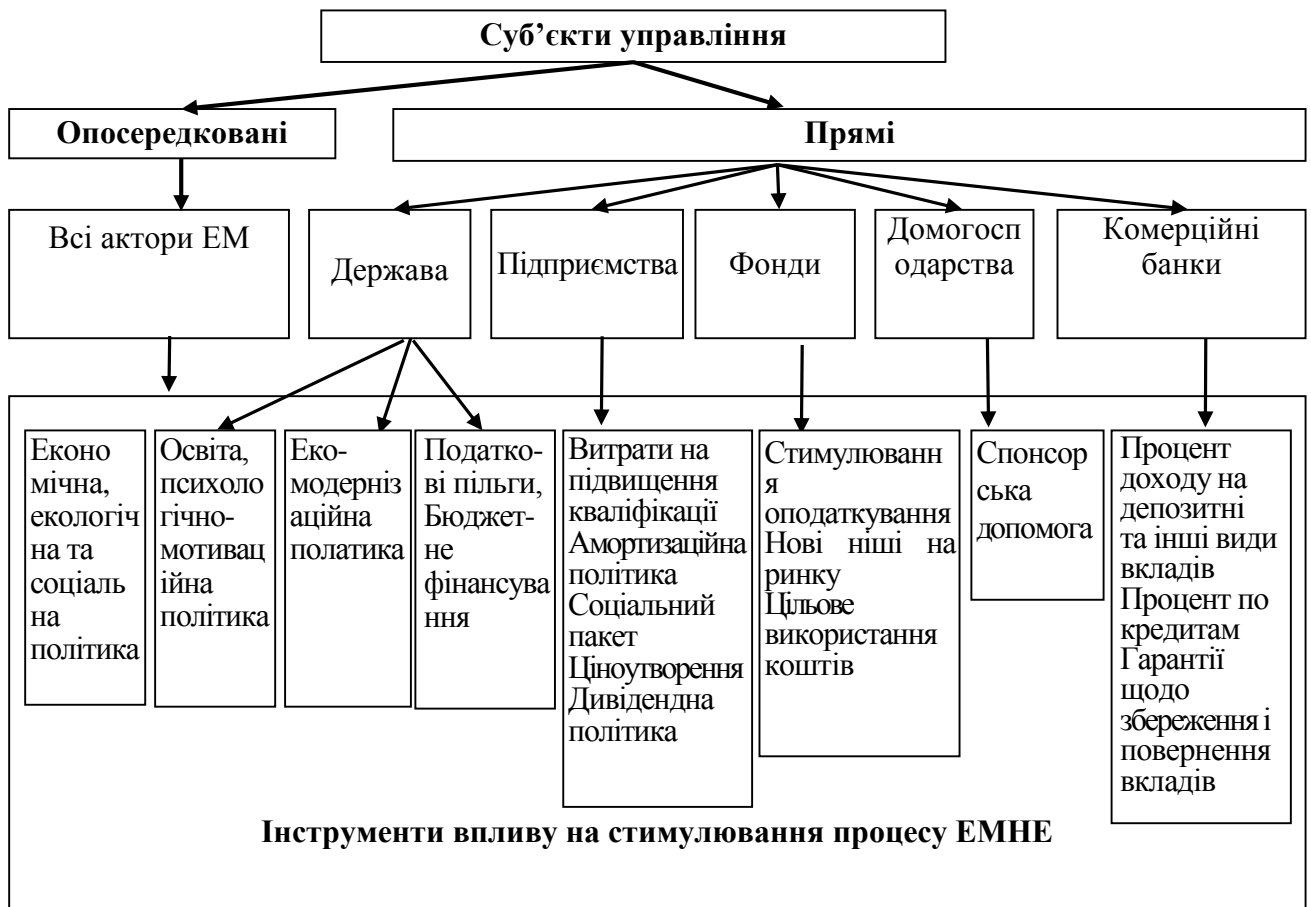 Суб’єкти управління
Опосередковані
Прямі
Всі актори ЕМ
Держава
Підприємства
Фонди
Домогосп
одарства
Комерційні
банки
Еконо
мічна,
екологіч
на та
соціаль
на
політика
Освіта,
психоло
гічно-
мотивац
ійна
політика
Еко-
модерніз
аційна
полатика
Податко-
ві пільги,
Бюджет-
не
фінансува
ння
Витрати на
підвищення
кваліфікації
Амортизаційна
політика
Соціальний
пакет
Ціноутворення
Дивідендна
політика
Стимулюванн
я
оподаткування
Нові ніші на
ринку
Цільове
використання
коштів
Спонсор
ська
допомога
Процент
доходу на
депозитні
та інші види
вкладів
Процент по
кредитам
Гарантії
щодо
збереження і
повернення
вкладів
Інструменти впливу на стимулювання процесу ЕМНЕ